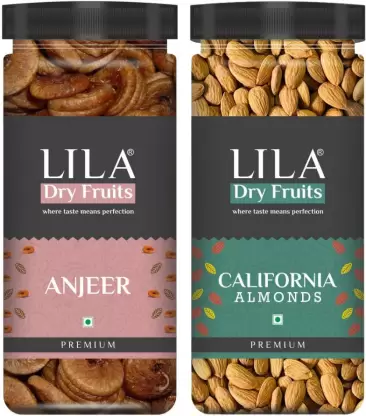 LILA®
Dry Fruits
where taste means perfection
ANJEER
PREMIUM
LILA®
Dry Fruits
where taste means perfection
CALIFORNIA
ALMONDS
PREMIUM